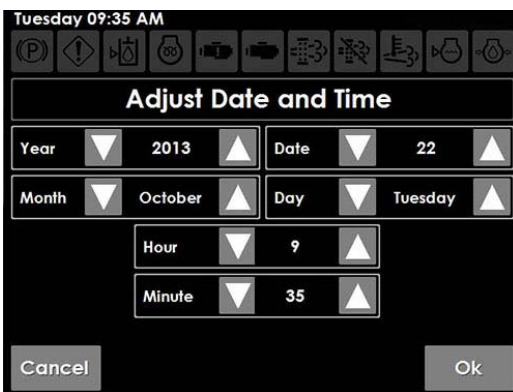 Tuesday 09:35 AM
(P)
Adjust Date and Time
Year 2013 Date 22
Month October Day Tuesday
Hour 9
Minute 35
Cancel Ok